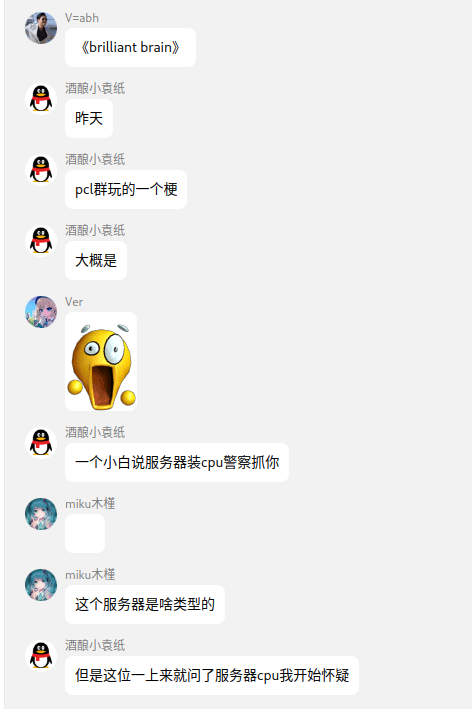 V=abh
《brilliant brain》
酒酿小袁纸
昨天
酒酿小袁纸
pcl群玩的一个梗
酒酿小袁纸
大概是
Ver
酒酿小袁纸
一个小白说服务器装cpu警察抓你
miku木槿
miku木槿
这个服务器是啥类型的
酒酿小袁纸
但是这位一上来就问了服务器cpu我开始怀疑